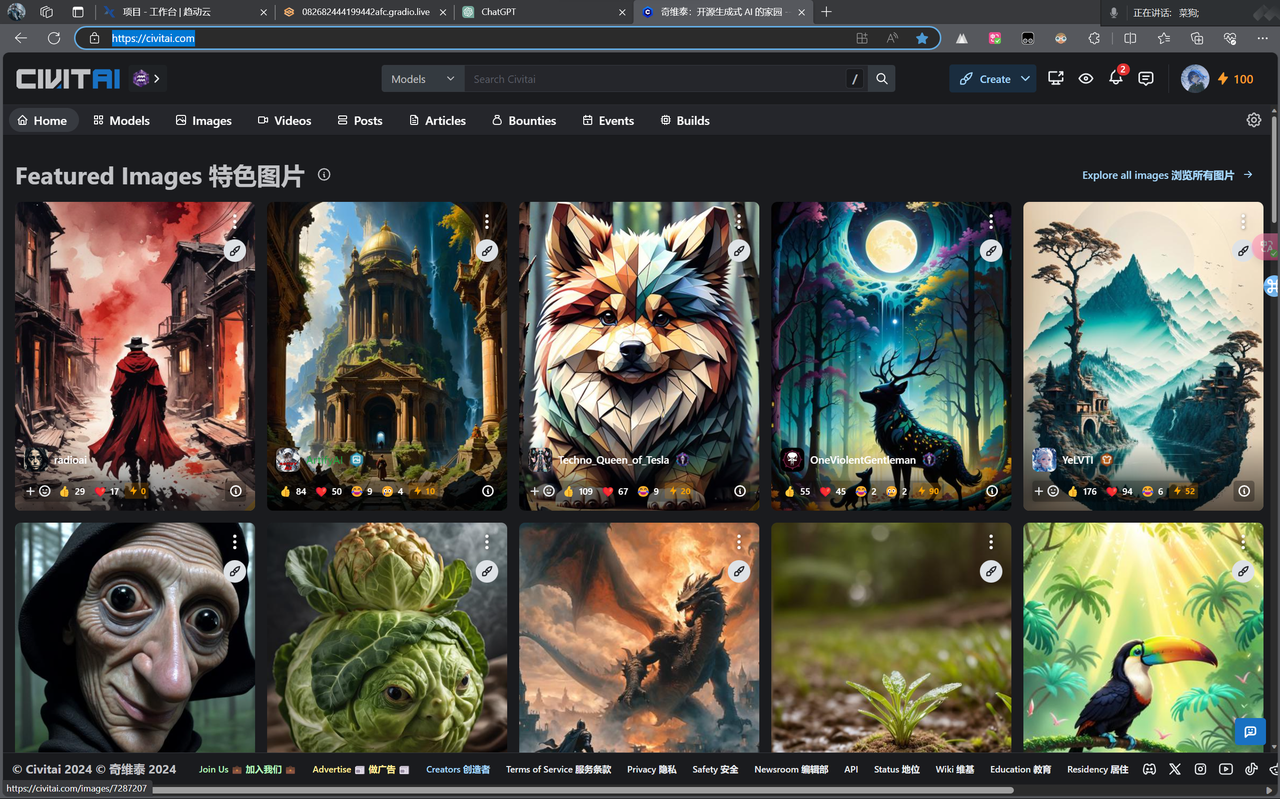 项目 - 工作台 | 趋动云
082682444199442afc.gradio.live
ChatGPT
奇维泰：开源生成式 AI 的家园
正在讲话: 菜狗;
https://civitai.com
CIVITAI
Models
Search Civitai
/
Create
2
100
Home
Models
Images
Videos
Posts
Articles
Bounties
Events
Builds
Featured Images 特色图片
Explore all images 浏览所有图片
radioai
Techno_Queen_of_Tesla
OneViolentGentleman
YeLVTI
29 17 0
84 50 9 4 10
109 67 9 20
55 45 2 2 90
176 94 6 52
© Civitai 2024 © 奇维泰 2024
Join Us 加入我们
Advertise 做广告
Creators 创造者
Terms of Service 服务条款
Privacy 隐私
Safety 安全
Newsroom 编辑部
API
Status 地位
Wiki 维基
Education 教育
Residency 居住
https://civitai.com/images/7287207